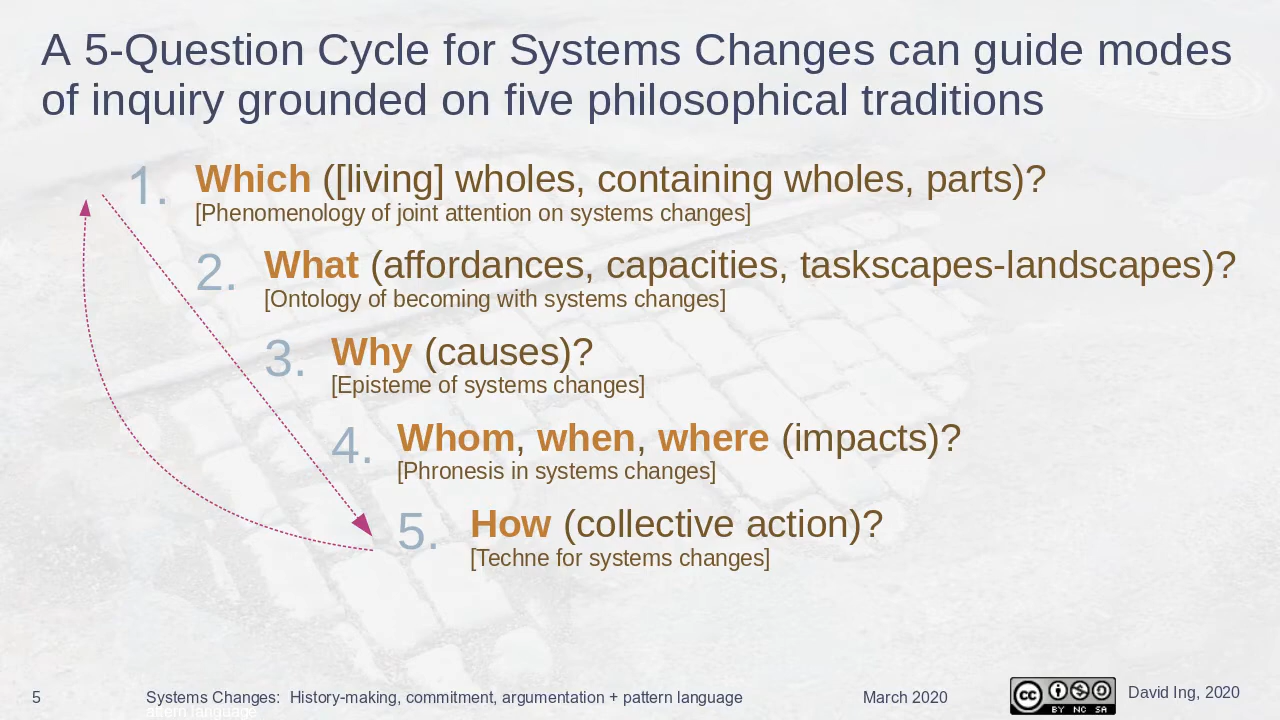 A 5-Question Cycle for Systems Changes can guide modes
of inquiry grounded on five philosophical traditions
1. Which ([living] wholes, containing wholes, parts)?
[Phenomenology of joint attention on systems changes]
2. What (affordances, capacities, taskscapes-landscapes)?
[Ontology of becoming with systems changes]
3. Why (causes)?
[Episteme of systems changes]
4. Whom, when, where (impacts)?
[Phronesis in systems changes]
5. How (collective action)?
[Techne for systems changes]
5
Systems Changes: History-making, commitment, argumentation + pattern language
March 2020
cc BY NC SA
David Ing, 2020
language